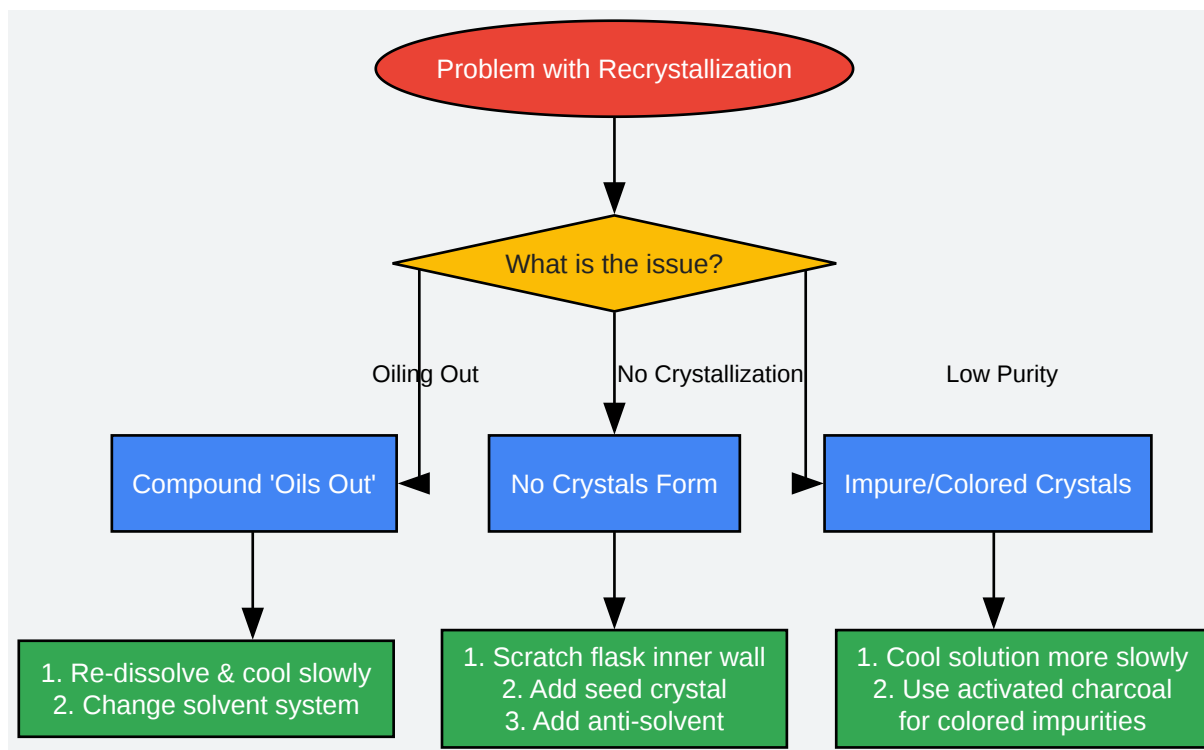 Problem with Recrystallization
What is the issue?
Oiling Out
No Crystallization
Low Purity
Compound 'Oils Out'
No Crystals Form
Impure/Colored Crystals
1. Re-dissolve & cool slowly
2. Change solvent system
1. Scratch flask inner wall
2. Add seed crystal
3. Add anti-solvent
1. Cool solution more slowly
2. Use activated charcoal
for colored impurities